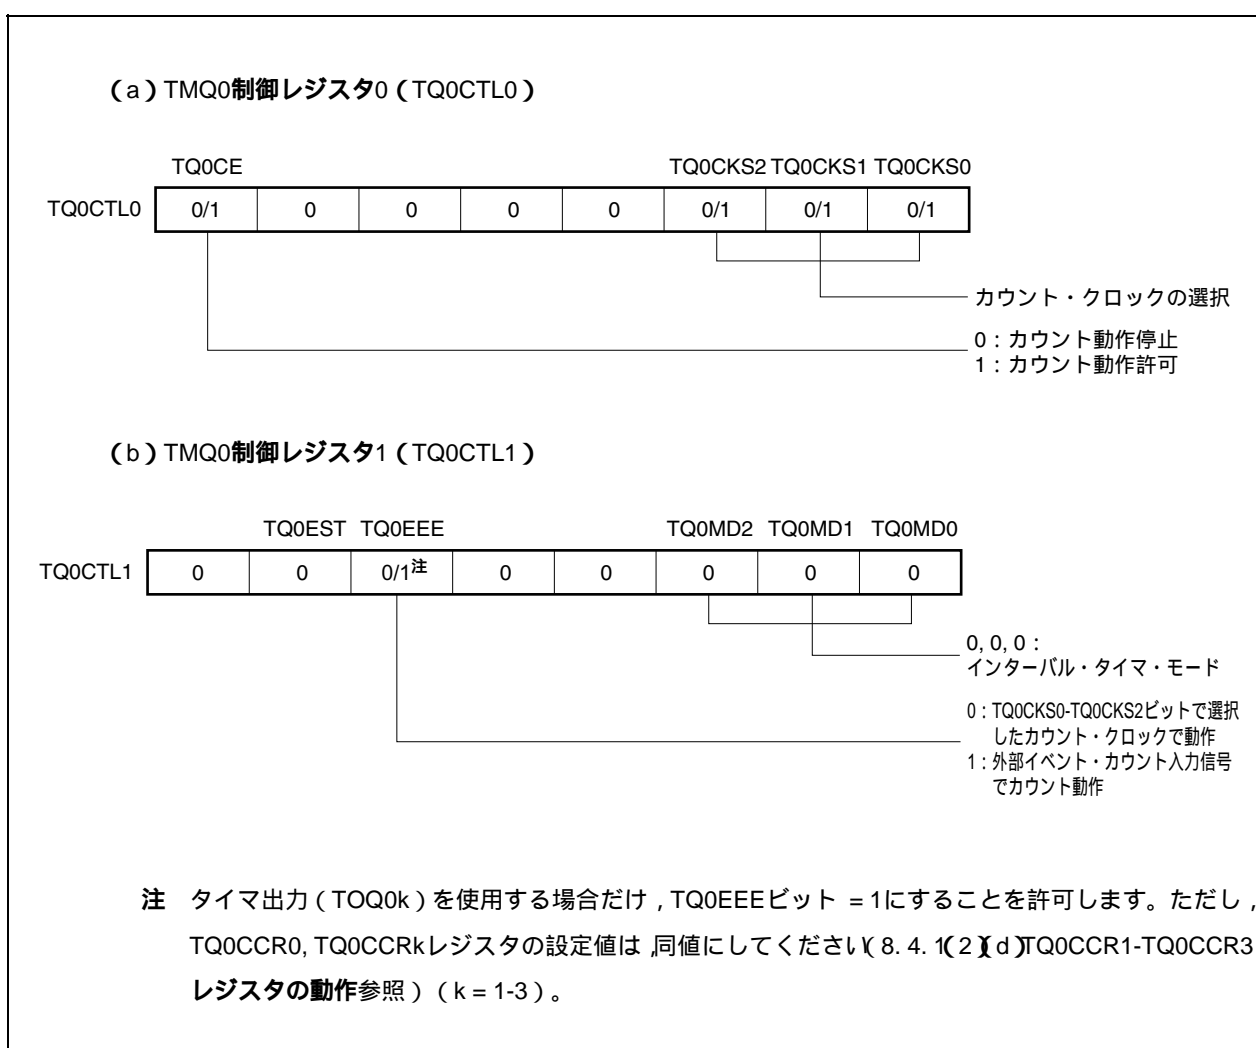 (a)TMQ0制御レジスタ0(TQ0CTL0)
TQ0CE TQ0CKS2 TQ0CKS1 TQ0CKS0
TQ0CTL0 0/1 0 0 0 0 0/1 0/1 0/1
カウント・クロックの選択
0:カウント動作停止
1:カウント動作許可
(b)TMQ0制御レジスタ1(TQ0CTL1)
TQ0EST TQ0EEE TQ0MD2 TQ0MD1 TQ0MD0
TQ0CTL1 0 0 0/1注 0 0 0 0 0
0, 0, 0:
インターバル・タイマ・モード
0:TQ0CKS0-TQ0CKS2ビットで選択
したカウント・クロックで動作
1:外部イベント・カウント入力信号
でカウント動作
注 タイマ出力(TOQ0k)を使用する場合だけ,TQ0EEEビット = 1にすることを許可します。ただし,
TQ0CCR0, TQ0CCRkレジスタの設定値は,同値にしてください(8. 4. 1(2)(d)TQ0CCR1-TQ0CCR3
レジスタの動作参照)(k = 1-3)。